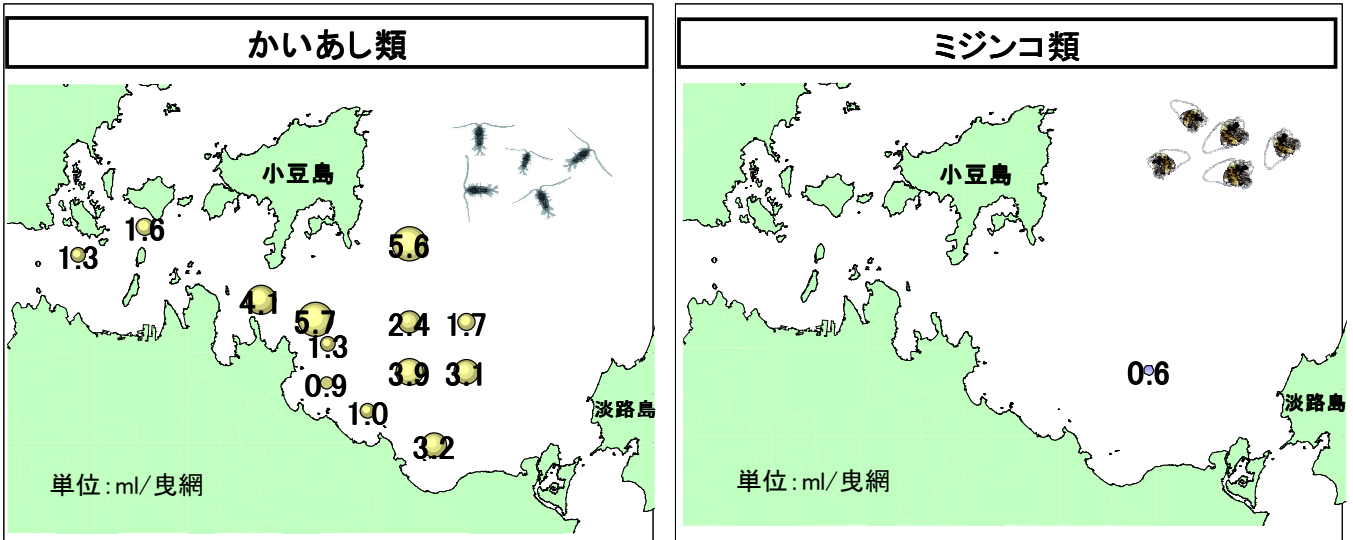 かいあし類
小豆島
1.6
1.3
5.6
4.1
5.7
2.4
1.7
1.3
3.9
3.1
0.9
1.0
淡路島
3.2
単位:ml/曳網
ミジンコ類
小豆島
0.6
淡路島
単位:ml/曳網